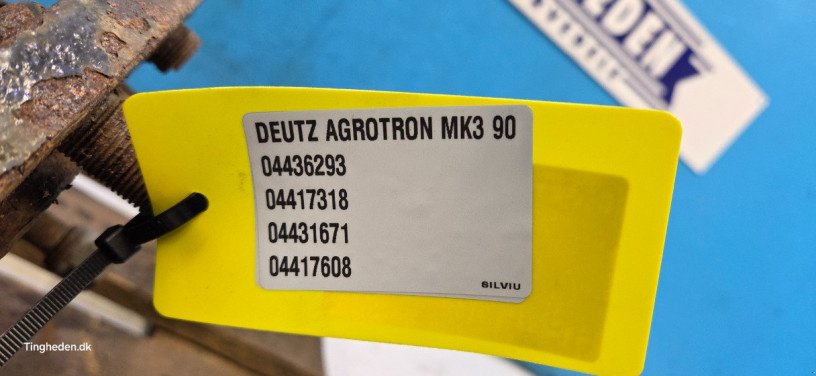 DEUTZ AGROTRON MK3 90
04436293
04417318
04431671
04417608
SILVIU
Tingheden.dk